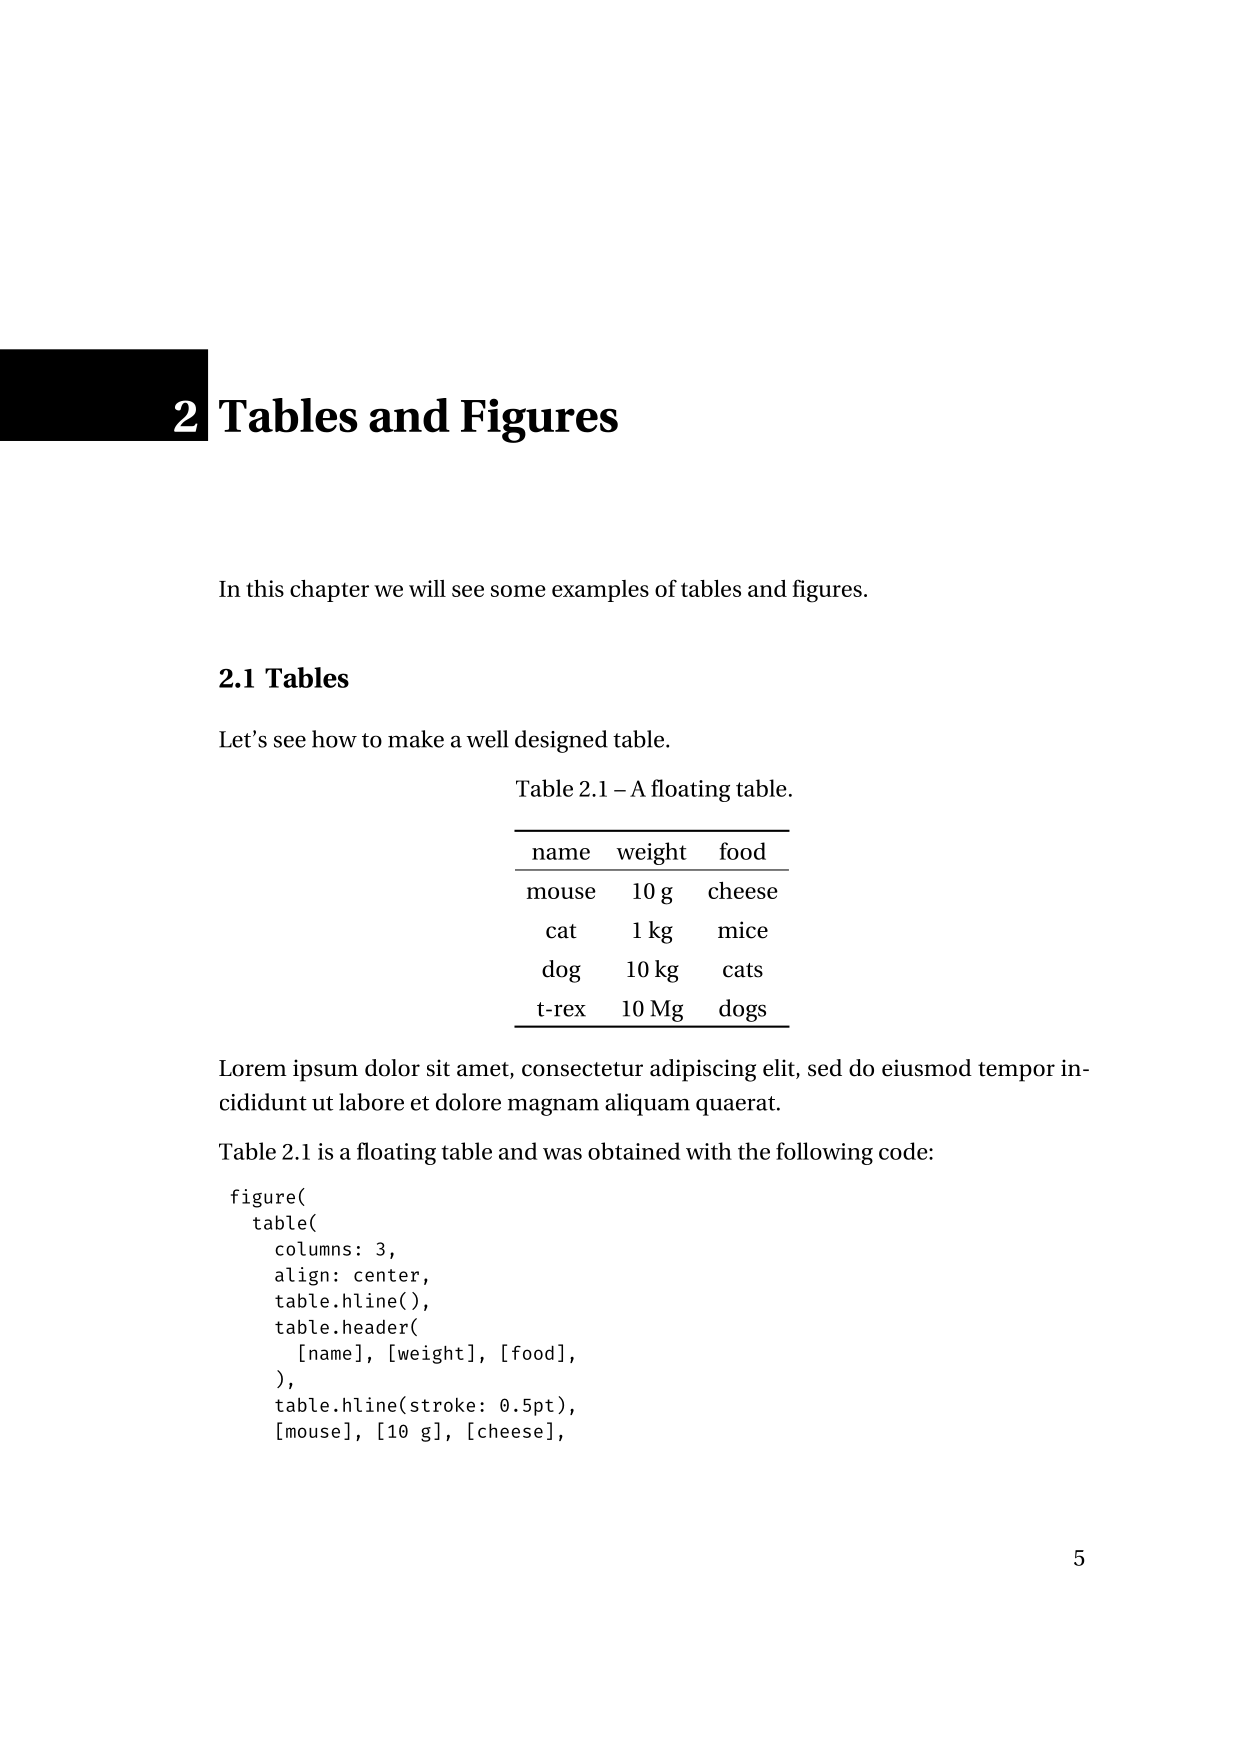 2 Tables and Figures
In this chapter we will see some examples of tables and figures.
2.1 Tables
Let’s see how to make a well designed table.
Table 2.1 – A floating table.
name weight food
mouse 10 g cheese
cat 1 kg mice
dog 10 kg cats
t-rex 10 Mg dogs
Lorem ipsum dolor sit amet, consectetur adipiscing elit, sed do eiusmod tempor in-
cididunt ut labore et dolore magnam aliquam quaerat.
Table 2.1 is a floating table and was obtained with the following code:
figure(
  table(
    columns: 3,
    align: center,
    table.hline(),
    table.header(
      [name], [weight], [food],
    ),
    table.hline(stroke: 0.5pt),
    [mouse], [10 g], [cheese],
5